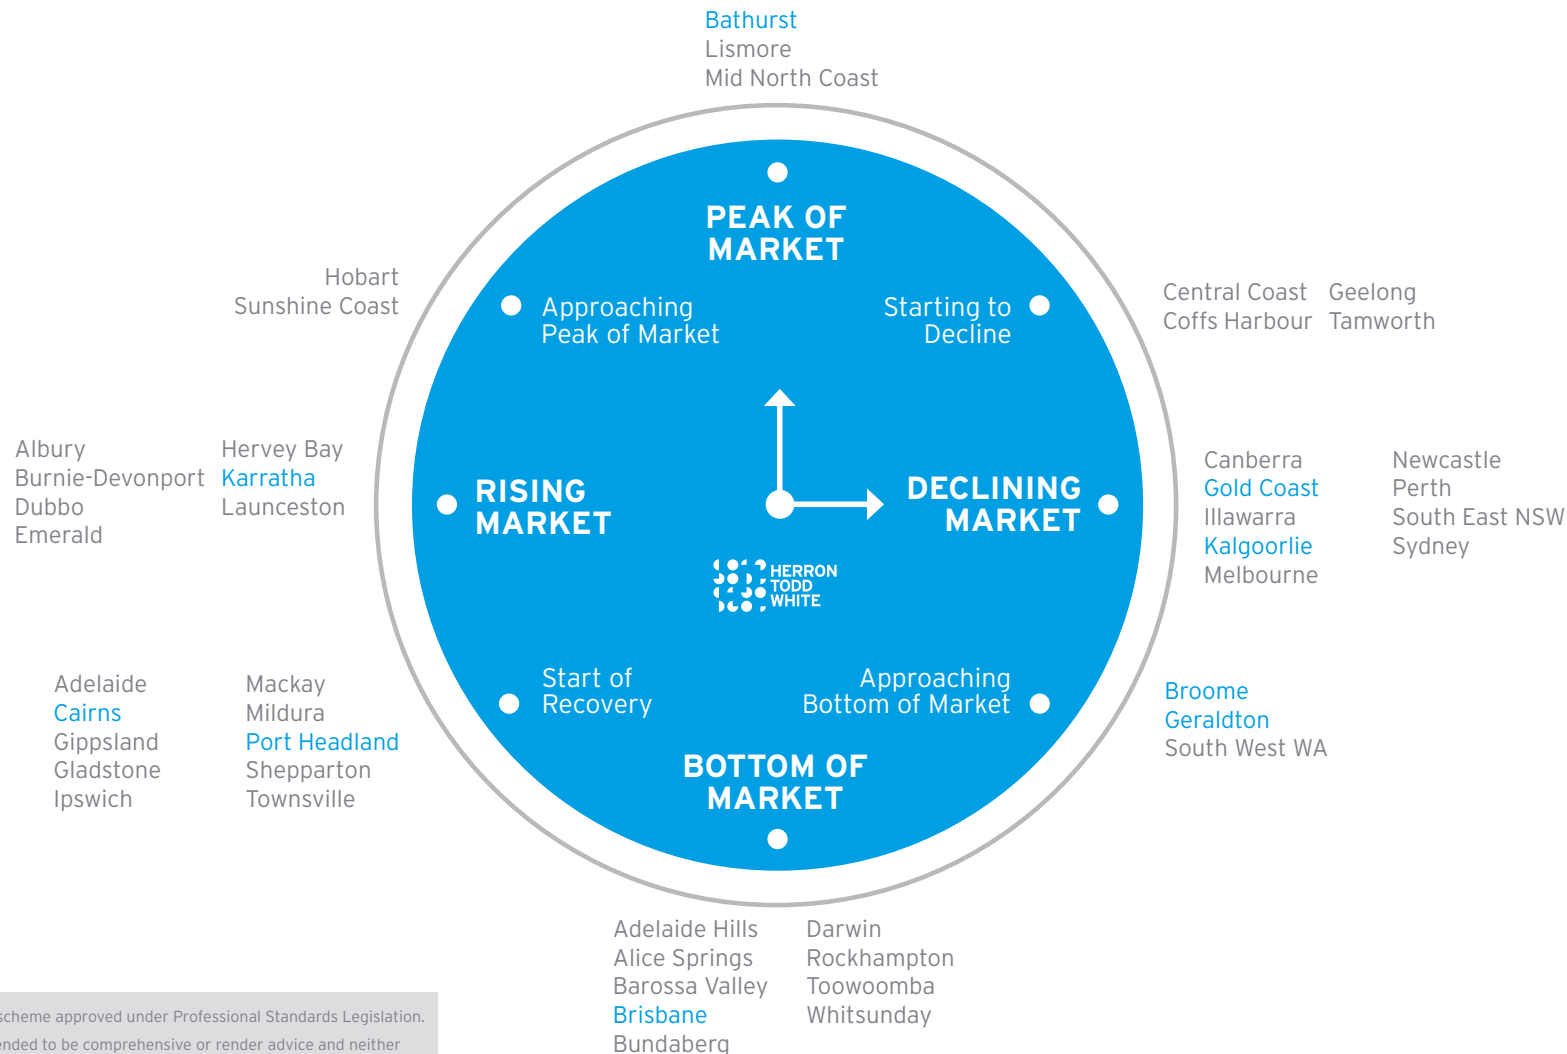 Bathurst
Lismore
Mid North Coast
PEAK OF
MARKET
Hobart
Sunshine Coast
Approaching
Peak of Market
Starting to
Decline
Central Coast Geelong
Coffs Harbour Tamworth
Albury Hervey Bay
Burnie-Devonport Karratha
Dubbo Launceston
Emerald
RISING
MARKET
DECLINING
MARKET
Canberra Newcastle
Gold Coast Perth
Illawarra South East NSW
Kalgoorlie Sydney
Melbourne
HERRON
TODD
WHITE
Adelaide Mackay
Cairns Mildura
Gippsland Port Headland
Gladstone Shepparton
Ipswich Townsville
Start of
Recovery
Approaching
Bottom of Market
Broome
Geraldton
South West WA
BOTTOM OF
MARKET
Adelaide Hills Darwin
Alice Springs Rockhampton
Barossa Valley Toowoomba
Brisbane Whitsunday
Bundaberg
scheme approved under Professional Standards Legislation.
ended to be comprehensive or render advice and neither